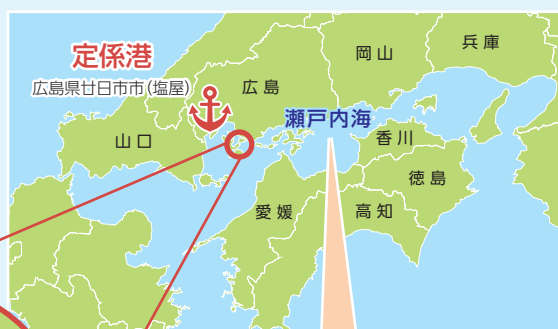 定係港
広島県廿日市市(塩屋)
兵庫
岡山
広島
瀬戸内海
山口
香川
徳島
愛媛
高知